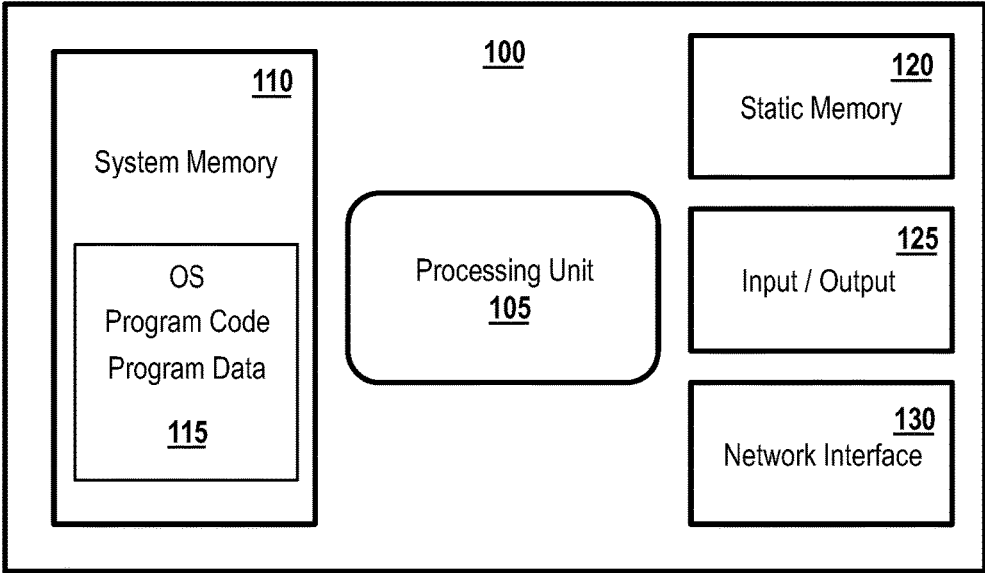 100
110
System Memory
OS
Program Code
Program Data
115
Processing Unit
105
120
Static Memory
125
Input / Output
130
Network Interface